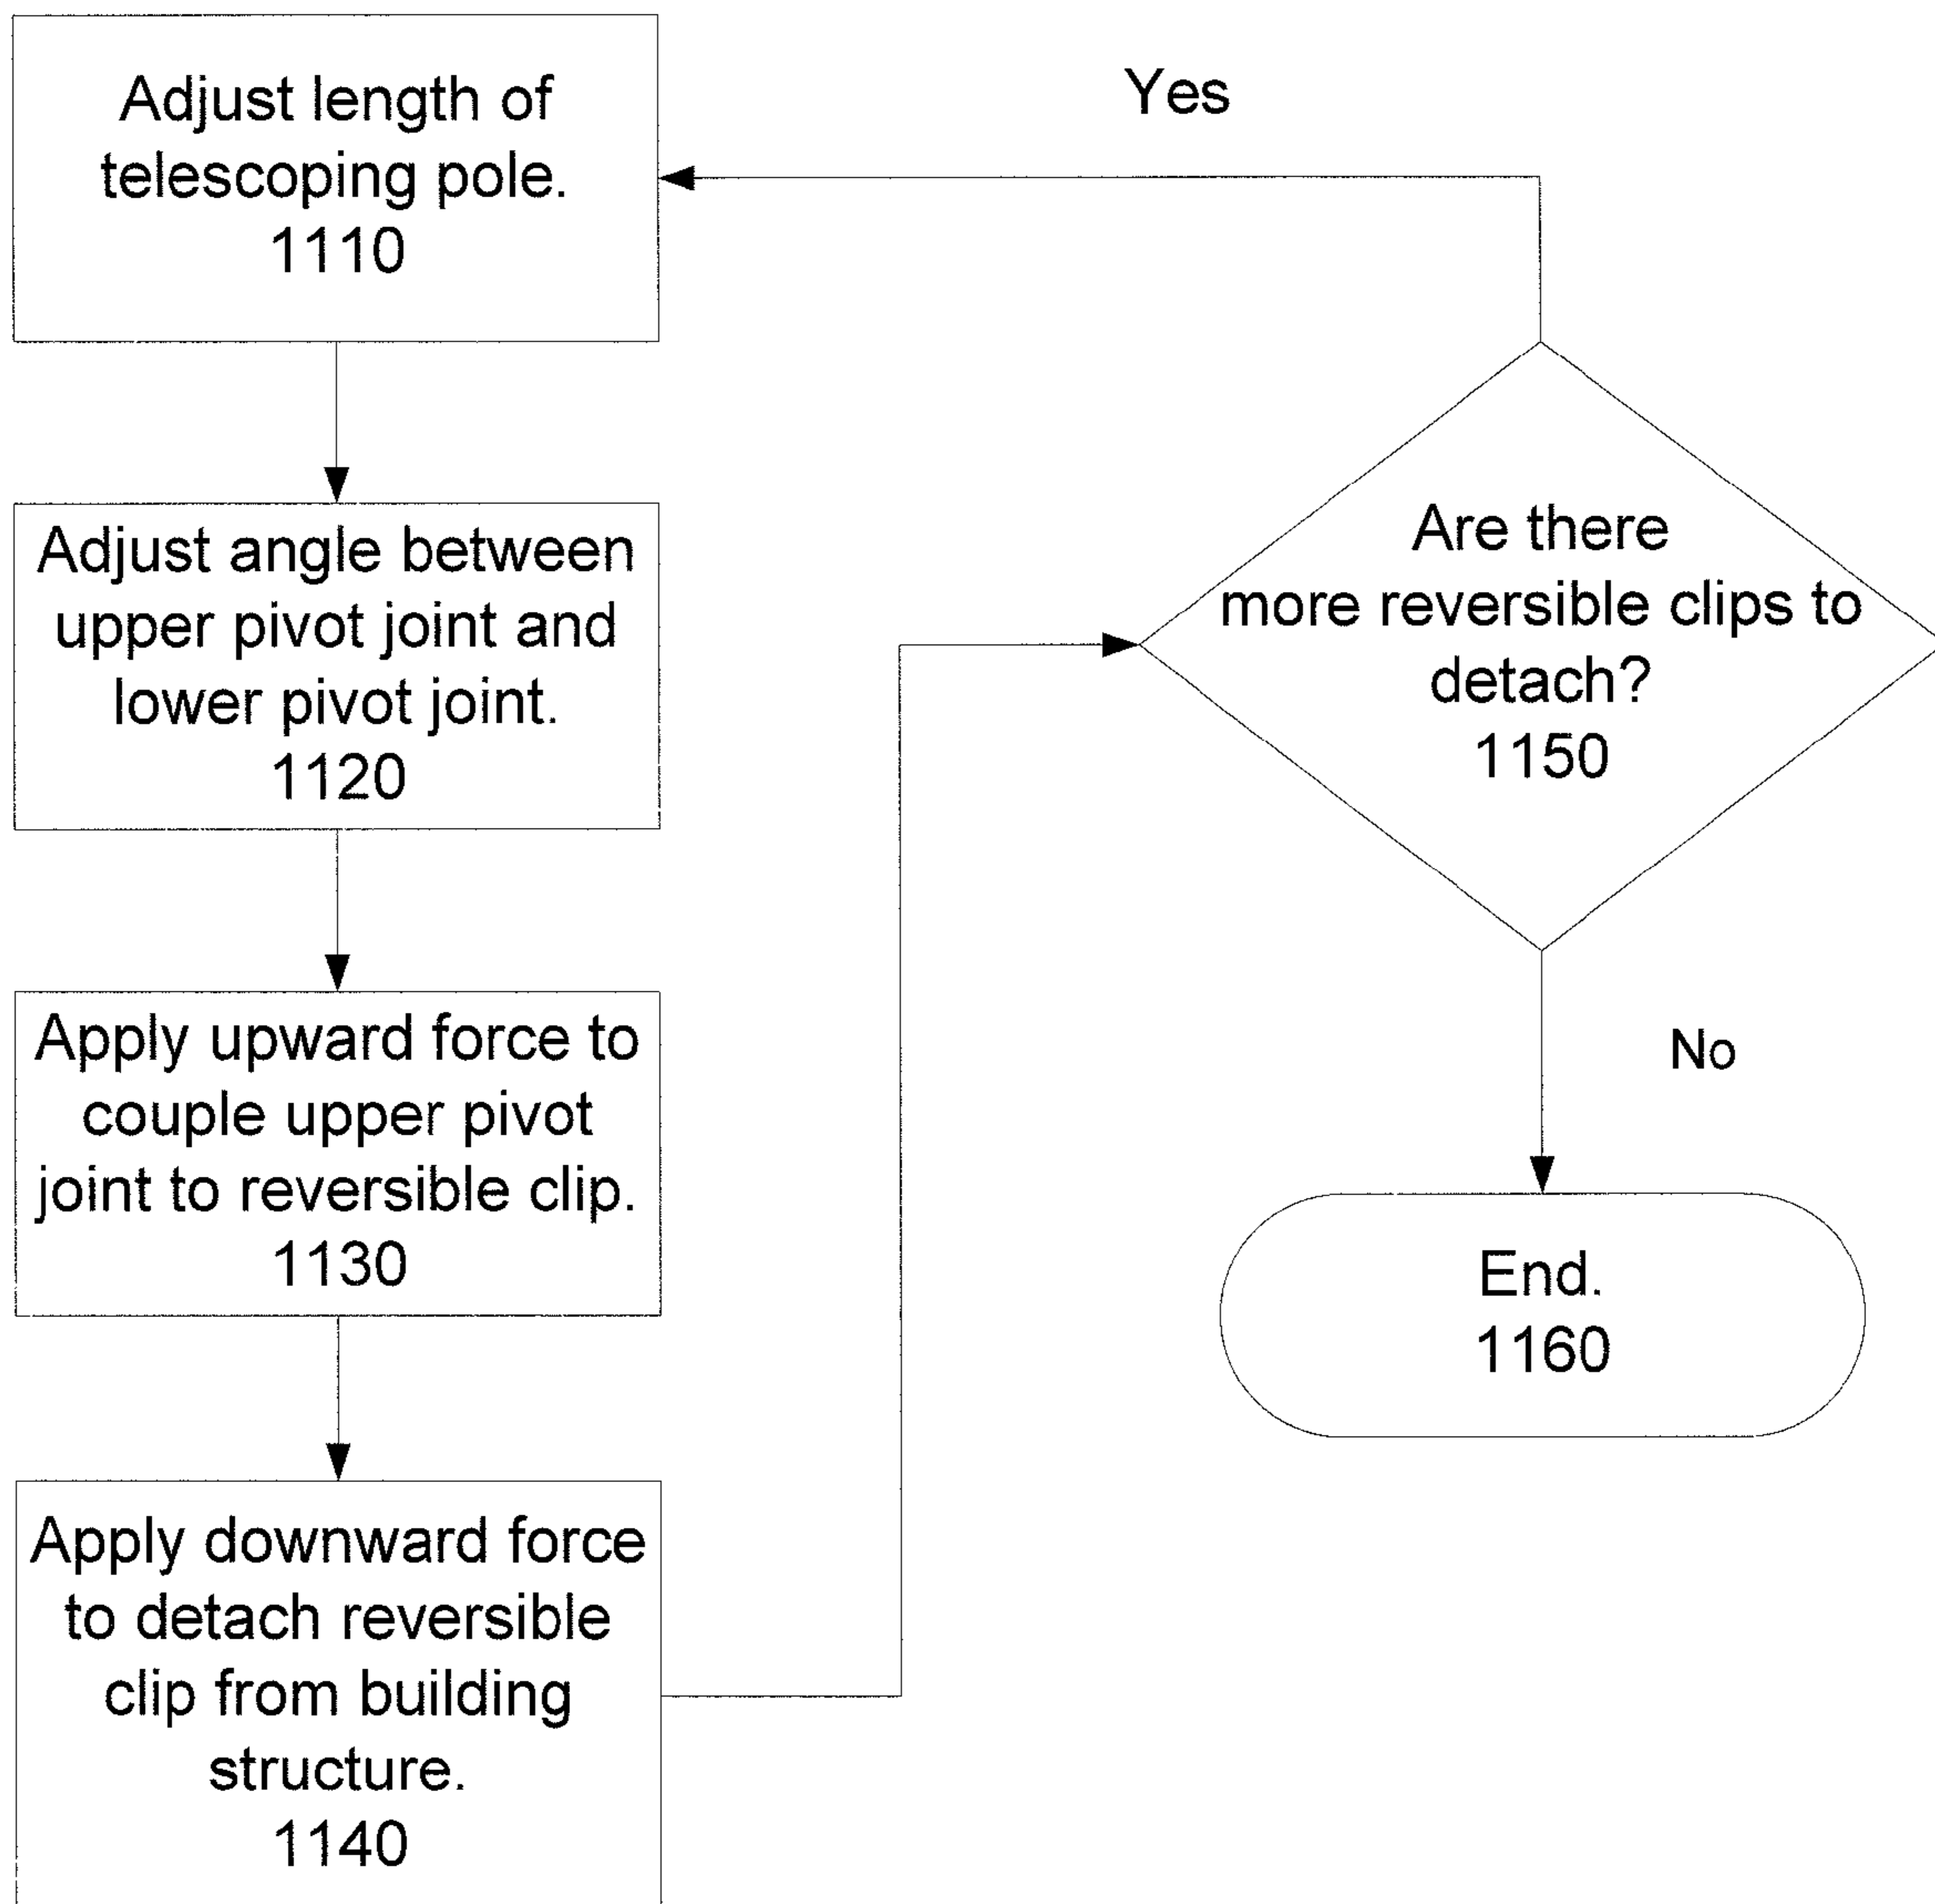 Adjust length of
telescoping pole.
1110
Adjust angle between
upper pivot joint and
lower pivot joint.
1120
Apply upward force to
couple upper pivot
joint to reversible clip.
1130
Apply downward force
to detach reversible
clip from building
structure.
1140
Yes
Are there
more reversible clips to
detach?
1150
No
End.
1160